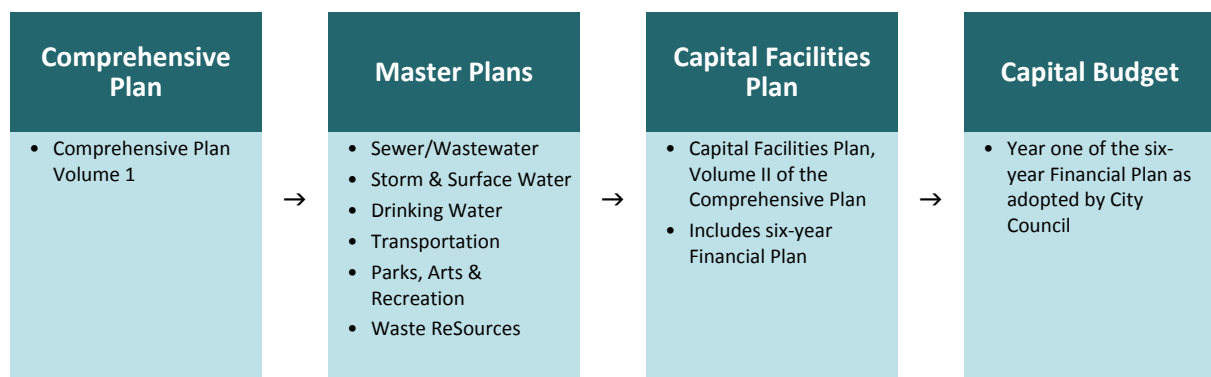 Comprehensive
Plan
• Comprehensive Plan
Volume 1
→
Master Plans
• Sewer/Wastewater
• Storm & Surface Water
• Drinking Water
• Transportation
• Parks, Arts &
Recreation
• Waste ReSources
→
Capital Facilities
Plan
• Capital Facilities Plan,
Volume II of the
Comprehensive Plan
• Includes six-year
Financial Plan
→
Capital Budget
• Year one of the six-
year Financial Plan as
adopted by City
Council